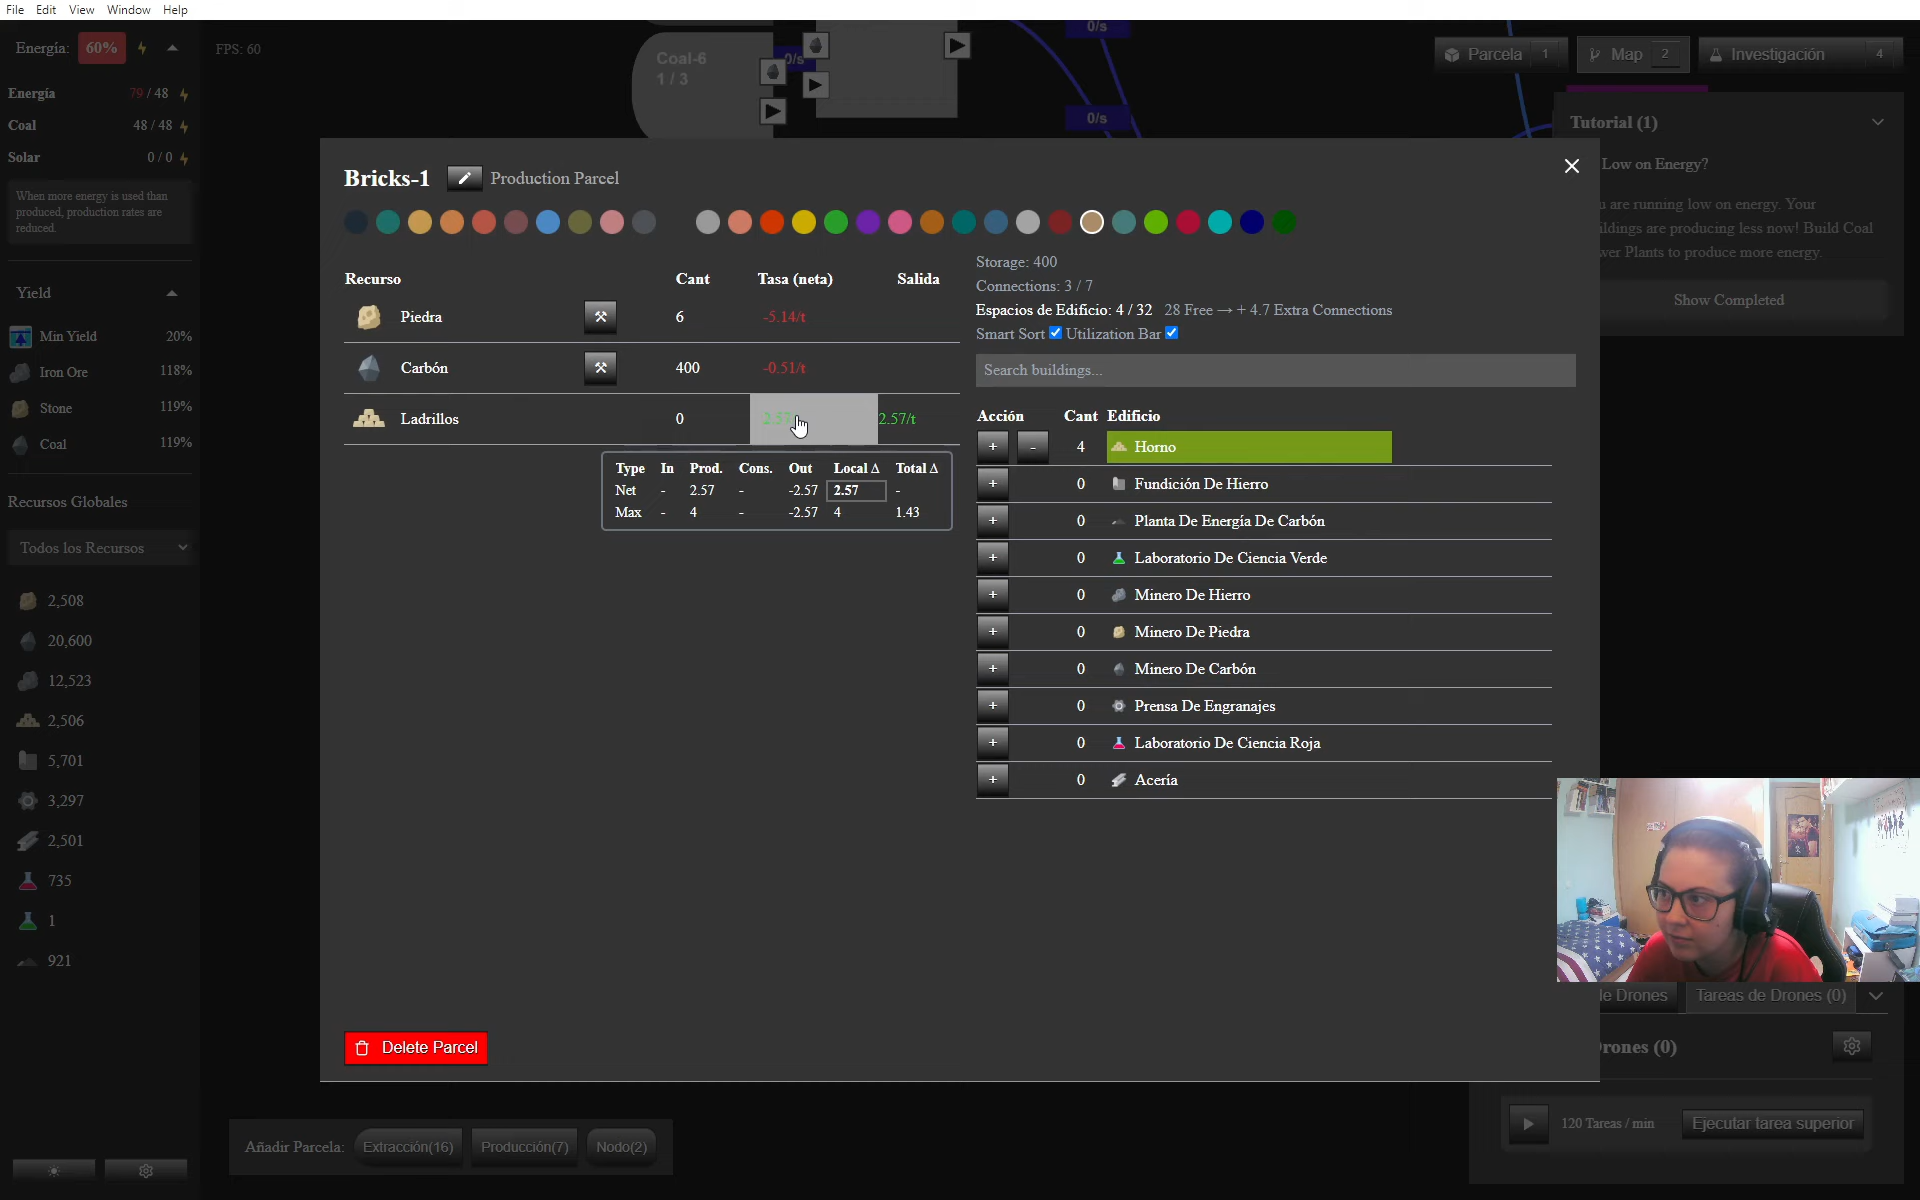 File Edit View Window Help
Energía: 60%
FPS: 60
Energía 79 / 48
Coal 48 / 48
Solar 0 / 0
When more energy is used than
produced, production rates are
reduced.
Yield
Min Yield 20%
Iron Ore 118%
Stone 119%
Coal 119%
Recursos Globales
Todos los Recursos
2,508
20,600
12,523
2,506
5,701
3,297
2,501
735
1
921
Coal-6
1 / 3
0/s
0/s
0/s
Parcela 1
Map 2
Investigación 4
Tutorial (1)
Low on Energy?
u are running low on energy. Your
ildings are producing less now! Build Coal
wer Plants to produce more energy.
Show Completed
Bricks-1 Production Parcel
Recurso Cant Tasa (neta) Salida
Piedra 6 -5.14/t
Carbón 400 -0.51/t
Ladrillos 0 2.57 2.57/t
Type In Prod. Cons. Out Local Δ Total Δ
Net - 2.57 - -2.57 2.57 -
Max - 4 - -2.57 4 1.43
Storage: 400
Connections: 3 / 7
Espacios de Edificio: 4 / 32 28 Free → + 4.7 Extra Connections
Smart Sort Utilization Bar
Search buildings...
Acción Cant Edificio
+ - 4 Horno
+ 0 Fundición De Hierro
+ 0 Planta De Energía De Carbón
+ 0 Laboratorio De Ciencia Verde
+ 0 Minero De Hierro
+ 0 Minero De Piedra
+ 0 Minero De Carbón
+ 0 Prensa De Engranajes
+ 0 Laboratorio De Ciencia Roja
+ 0 Acería
Delete Parcel
de Drones Tareas de Drones (0)
Drones (0)
120 Tareas / min Ejecutar tarea superior
Añadir Parcela: Extracción(16) Producción(7) Nodo(2)